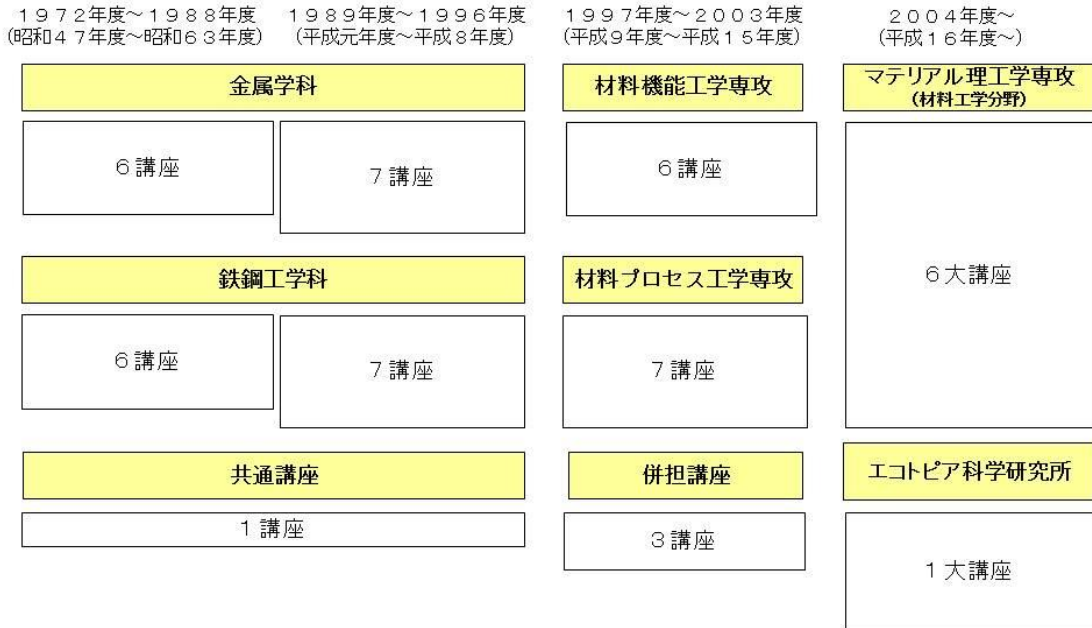 １９７２年度～１９８８年度　１９８９年度～１９９６年度　１９９７年度～２００３年度　２００４年度～
(昭和４７年度～昭和６３年度)　(平成元年度～平成８年度)　(平成９年度～平成１５年度)　(平成１６年度～)
金属学科　材料機能工学専攻　マテリアル理工学専攻
(材料工学分野)
６講座　７講座　６講座
６大講座
鉄鋼工学科　材料プロセス工学専攻
６講座　７講座　７講座
共通講座　併担講座　エコトピア科学研究所
１講座　３講座　１大講座